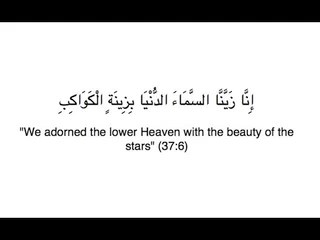 إِنَّا زَيَّنَّا السَّمَاءَ الدُّنْيَا بِزِينَةٍ الْكَوَاكِبِ
"We adorned the lower Heaven with the beauty of the
stars" (37:6)